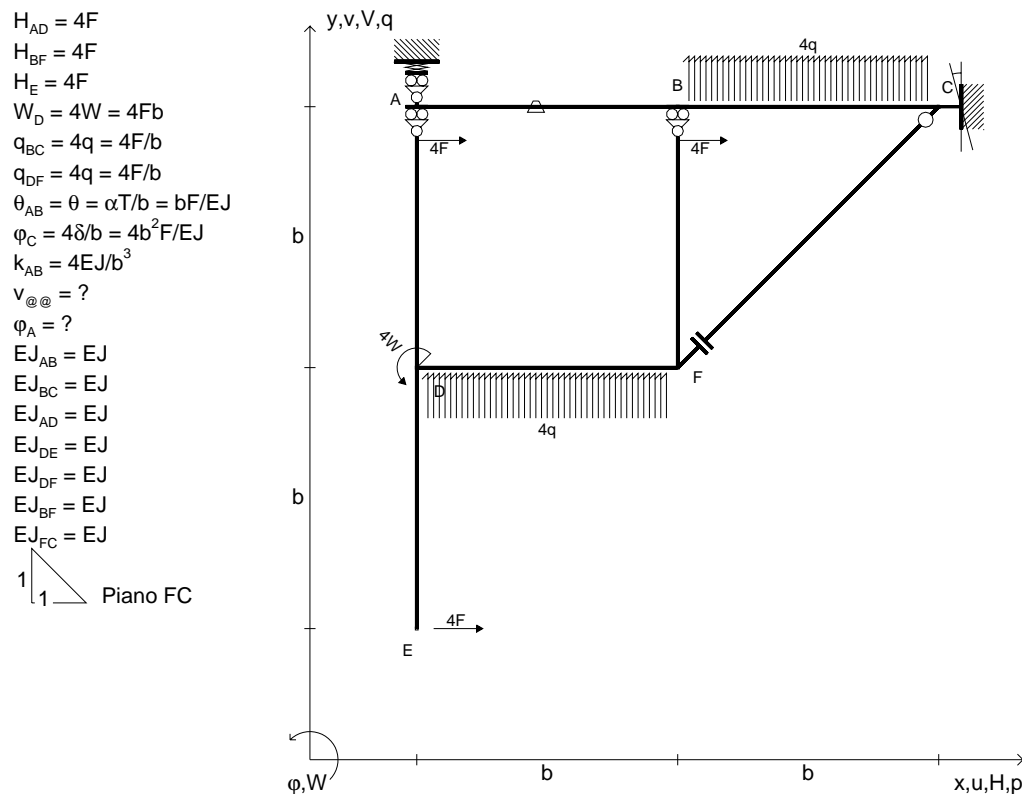 H_AD = 4F
H_BF = 4F
H_E = 4F
W_D = 4W = 4Fb
q_BC = 4q = 4F/b
q_DF = 4q = 4F/b
θ_AB = θ = αT/b = bF/EJ
φ_C = 4δ/b = 4b²F/EJ
k_AB = 4EJ/b³
v_@@ = ?
φ_A = ?
EJ_AB = EJ
EJ_BC = EJ
EJ_AD = EJ
EJ_DE = EJ
EJ_DF = EJ
EJ_BF = EJ
EJ_FC = EJ
1
1
Piano FC
y,v,V,q
4q
A
B
C
4F
4F
b
4W
D
F
4q
b
4F
E
φ,W
b
b
x,u,H,p